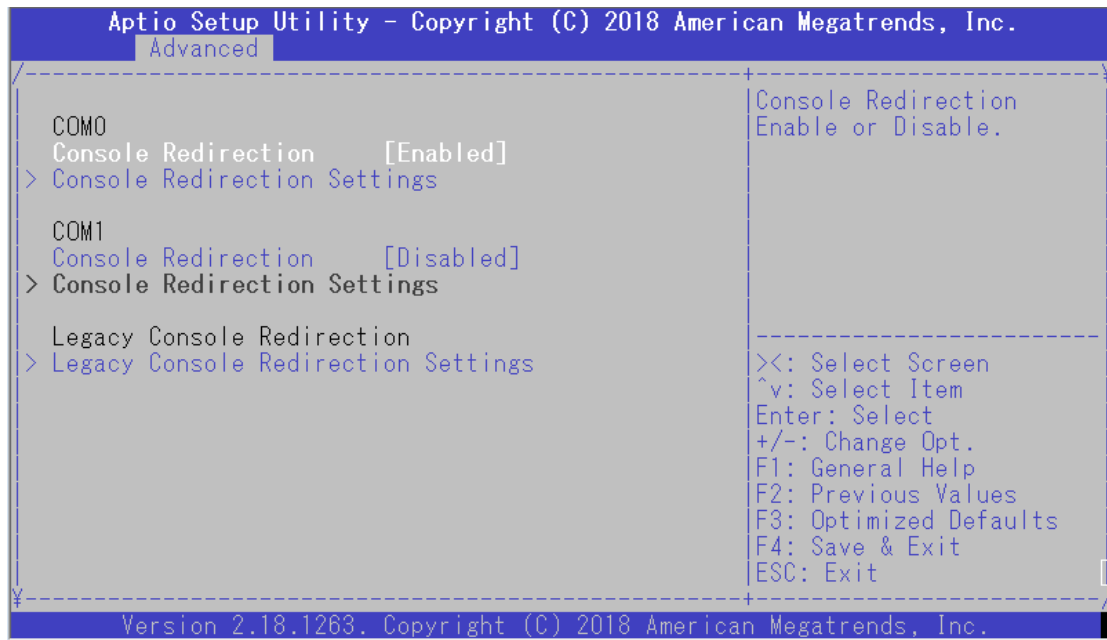 Aptio Setup Utility - Copyright (C) 2018 American Megatrends, Inc.
Advanced
/----------------------------------------------------+-------------------------¥
COM0
Console Redirection [Enabled]
> Console Redirection Settings
COM1
Console Redirection [Disabled]
> Console Redirection Settings
Legacy Console Redirection
> Legacy Console Redirection Settings
|Console Redirection
|Enable or Disable.
|-------------------------
|><: Select Screen
|^v: Select Item
|Enter: Select
|+/-: Change Opt.
|F1: General Help
|F2: Previous Values
|F3: Optimized Defaults
|F4: Save & Exit
|ESC: Exit
¥----------------------------------------------------+-------------------------/
Version 2.18.1263. Copyright (C) 2018 American Megatrends, Inc.